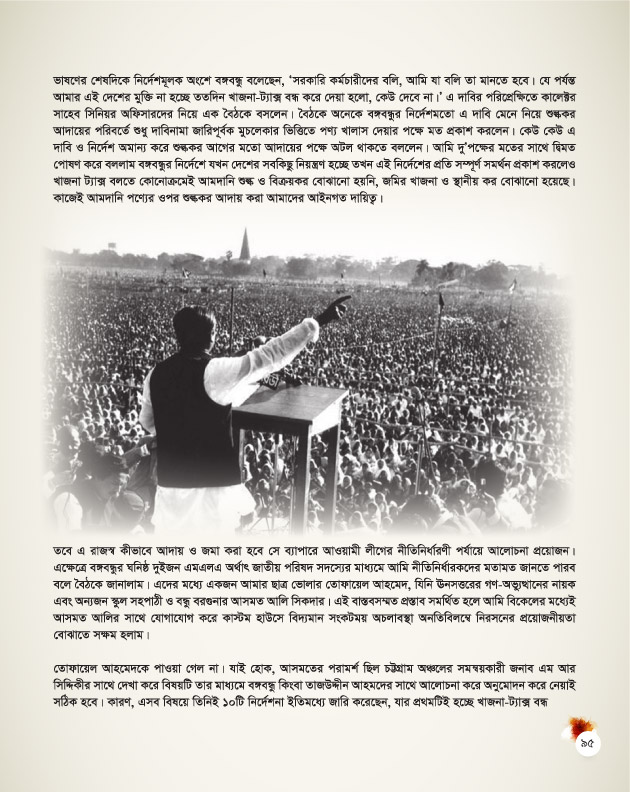 ভাষণের শেষদিকে নির্দেশমূলক অংশে বঙ্গবন্ধু বলেছেন, ‘সরকারি কর্মচারীদের বলি, আমি যা বলি তা মানতে হবে। যে পর্যন্ত
আমার এই দেশের মুক্তি না হচ্ছে ততদিন খাজনা-ট্যাক্স বন্ধ করে দেয়া হলো, কেউ দেবে না।’ এ দাবির পরিপ্রেক্ষিতে কালেক্টর
সাহেব সিনিয়র অফিসারদের নিয়ে এক বৈঠকে বসলেন। বৈঠকে অনেকে বঙ্গবন্ধুর নির্দেশমতো এ দাবি মেনে নিয়ে শুল্ককর
আদায়ের পরিবর্তে শুধু দাবিনামা জারিপূর্বক মুচলেকার ভিত্তিতে পণ্য খালাস দেয়ার পক্ষে মত প্রকাশ করলেন। কেউ কেউ এ
দাবি ও নির্দেশ অমান্য করে শুল্ককর আগের মতো আদায়ের পক্ষে অটল থাকতে বললেন। আমি দু’পক্ষের মতের সাথে দ্বিমত
পোষণ করে বললাম বঙ্গবন্ধুর নির্দেশে যখন দেশের সবকিছু নিয়ন্ত্রণ হচ্ছে তখন এই নির্দেশের প্রতি সম্পূর্ণ সমর্থন প্রকাশ করলেও
খাজনা ট্যাক্স বলতে কোনোক্রমেই আমদানি শুল্ক ও বিক্রয়কর বোঝানো হয়নি, জমির খাজনা ও স্থানীয় কর বোঝানো হয়েছে।
কাজেই আমদানি পণ্যের ওপর শুল্ককর আদায় করা আমাদের আইনগত দায়িত্ব।
তবে এ রাজস্ব কীভাবে আদায় ও জমা করা হবে সে ব্যাপারে আওয়ামী লীগের নীতিনির্ধারণী পর্যায়ে আলোচনা প্রয়োজন।
এক্ষেত্রে বঙ্গবন্ধুর ঘনিষ্ঠ দুইজন এমএলএ অর্থাৎ জাতীয় পরিষদ সদস্যের মাধ্যমে আমি নীতিনির্ধারকদের মতামত জানতে পারব
বলে বৈঠকে জানালাম। এদের মধ্যে একজন আমার ছাত্র ভোলার তোফায়েল আহমেদ, যিনি ঊনসত্তরের গণ-অভ্যুত্থানের নায়ক
এবং অন্যজন স্কুল সহপাঠী ও বন্ধু বরগুনার আসমত আলি সিকদার। এই বাস্তবসম্মত প্রস্তাব সমর্থিত হলে আমি বিকেলের মধ্যেই
আসমত আলির সাথে যোগাযোগ করে কাস্টম হাউসে বিদ্যমান সংকটময় অচলাবস্থা অনতিবিলম্বে নিরসনের প্রয়োজনীয়তা
বোঝাতে সক্ষম হলাম।
তোফায়েল আহমেদকে পাওয়া গেল না। যাই হোক, আসমতের পরামর্শ ছিল চট্টগ্রাম অঞ্চলের সমন্বয়কারী জনাব এম আর
সিদ্দিকীর সাথে দেখা করে বিষয়টি তার মাধ্যমে বঙ্গবন্ধু কিংবা তাজউদ্দীন আহমদের সাথে আলোচনা করে অনুমোদন করে নেয়াই
সঠিক হবে। কারণ, এসব বিষয়ে তিনিই ১০টি নির্দেশনা ইতিমধ্যে জারি করেছেন, যার প্রথমটিই হচ্ছে খাজনা-ট্যাক্স বন্ধ
৯৫